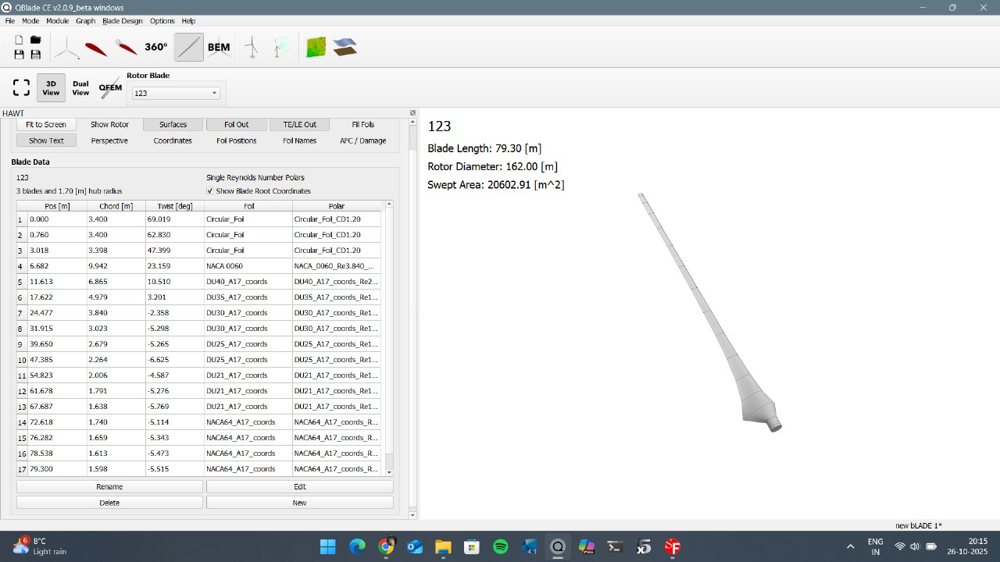 QBlade CE v2.0.9_beta windows
File Mode Module Graph Blade Design Options Help
360° BEM
3D View Dual View QFEM
Rotor Blade
123
HAWT
Fit to Screen Show Rotor Surfaces Foil Out TE/LE Out Fill Foils
Show Text Perspective Coordinates Foil Positions Foil Names AFC / Damage
Blade Data
123 Single Reynolds Number Polars
3 blades and 1.70 [m] hub radius Show Blade Root Coordinates
Pos [m] Chord [m] Twist [deg] Foil Polar
1 0.000 3.400 69.019 Circular_Foil Circular_Foil_CD1.20
2 0.760 3.400 62.830 Circular_Foil Circular_Foil_CD1.20
3 3.018 3.398 47.399 Circular_Foil Circular_Foil_CD1.20
4 6.682 9.942 23.159 NACA 0060 NACA_0060_Re3.840_...
5 11.613 6.865 10.510 DU40_A17_coords DU40_A17_coords_Re2...
6 17.622 4.979 3.201 DU35_A17_coords DU35_A17_coords_Re1...
7 24.477 3.840 -2.358 DU30_A17_coords DU30_A17_coords_Re1...
8 31.915 3.023 -5.298 DU30_A17_coords DU30_A17_coords_Re1...
9 39.650 2.679 -5.265 DU25_A17_coords DU25_A17_coords_Re1...
10 47.385 2.264 -6.625 DU25_A17_coords DU25_A17_coords_Re1...
11 54.823 2.006 -4.587 DU21_A17_coords DU21_A17_coords_Re1...
12 61.678 1.791 -5.276 DU21_A17_coords DU21_A17_coords_Re1...
13 67.687 1.638 -5.769 DU21_A17_coords DU21_A17_coords_Re1...
14 72.618 1.740 -5.114 NACA64_A17_coords NACA64_A17_coords_R...
15 76.282 1.659 -5.343 NACA64_A17_coords NACA64_A17_coords_R...
16 78.538 1.613 -5.473 NACA64_A17_coords NACA64_A17_coords_R...
17 79.300 1.598 -5.515 NACA64_A17_coords NACA64_A17_coords_R...
Rename Edit
Delete New
123
Blade Length: 79.30 [m]
Rotor Diameter: 162.00 [m]
Swept Area: 20602.91 [m^2]
new bLADE 1*
6
8°C
Light rain
4.1
ENG
IN
20:15
26-10-2025